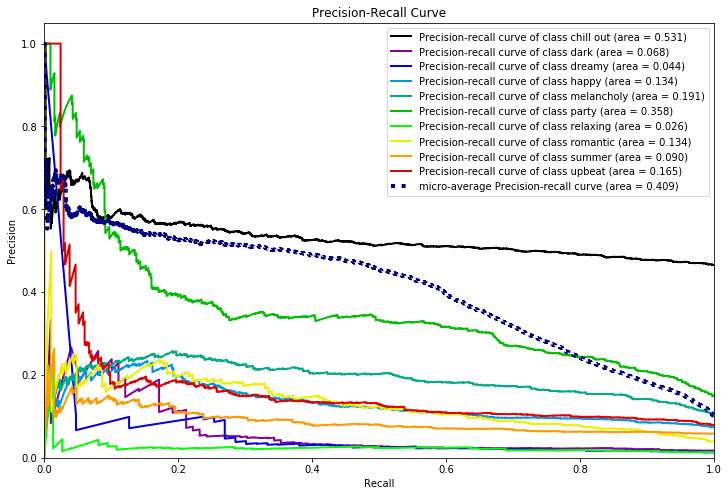 Precision-Recall Curve
Precision-recall curve of class chill out (area = 0.531)
Precision-recall curve of class dark (area = 0.068)
Precision-recall curve of class dreamy (area = 0.044)
Precision-recall curve of class happy (area = 0.134)
Precision-recall curve of class melancholy (area = 0.191)
Precision-recall curve of class party (area = 0.358)
Precision-recall curve of class relaxing (area = 0.026)
Precision-recall curve of class romantic (area = 0.134)
Precision-recall curve of class summer (area = 0.090)
Precision-recall curve of class upbeat (area = 0.165)
micro-average Precision-recall curve (area = 0.409)
Precision
1.0
0.8
0.6
0.4
0.2
0.0
0.0 0.2 0.4 0.6 0.8 1.0
Recall